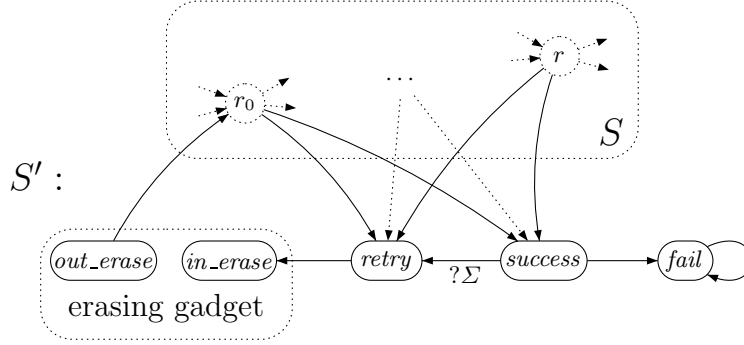 r
...
r₀
S
S′ :
out_erase in_erase retry success fail
?Σ
erasing gadget